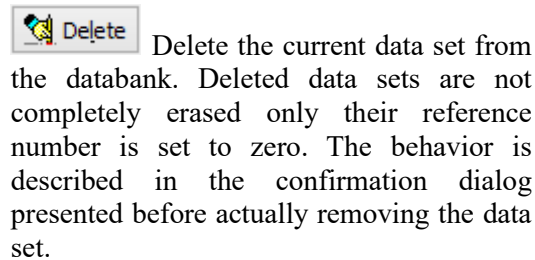 Delete Delete the current data set from
the databank. Deleted data sets are not
completely erased only their reference
number is set to zero. The behavior is
described in the confirmation dialog
presented before actually removing the data
set.